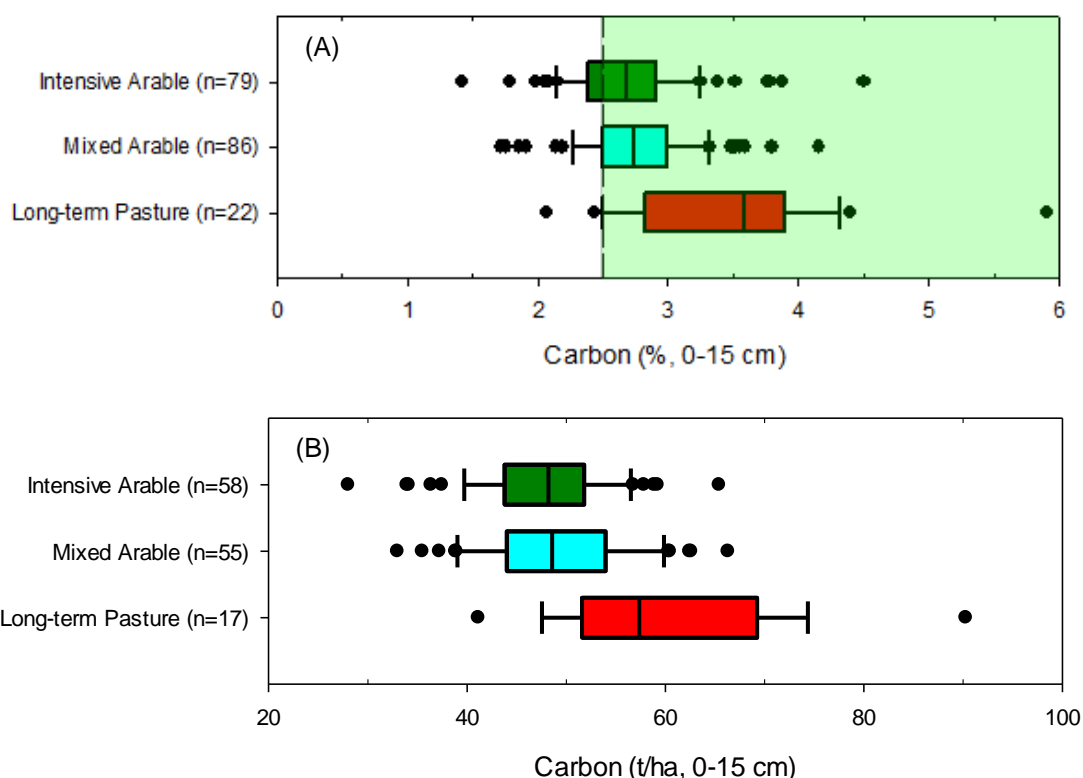 (A)
Intensive Arable (n=79)
Mixed Arable (n=86)
Long-term Pasture (n=22)
0 1 2 3 4 5 6
Carbon (%, 0-15 cm)
(B)
Intensive Arable (n=58)
Mixed Arable (n=55)
Long-term Pasture (n=17)
20 40 60 80 100
Carbon (t/ha, 0-15 cm)